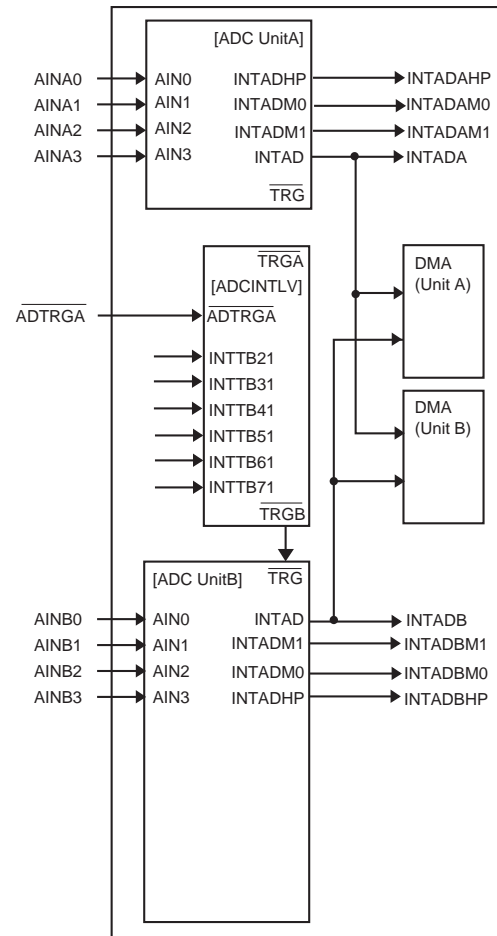 [ADC UnitA]
AINA0 AIN0 INTADHP INTADAHP
AINA1 AIN1 INTADM0 INTADAM0
AINA2 AIN2 INTADM1 INTADAM1
AINA3 AIN3 INTAD INTADA
TRG
TRGA
[ADCINTLV]
ADTRGA ADTRGA
INTTB21
INTTB31
INTTB41
INTTB51
INTTB61
INTTB71
TRGB
DMA
(Unit A)
DMA
(Unit B)
[ADC UnitB] TRG
AINB0 AIN0 INTAD INTADB
AINB1 AIN1 INTADM1 INTADBM1
AINB2 AIN2 INTADM0 INTADBM0
AINB3 AIN3 INTADHP INTADBHP